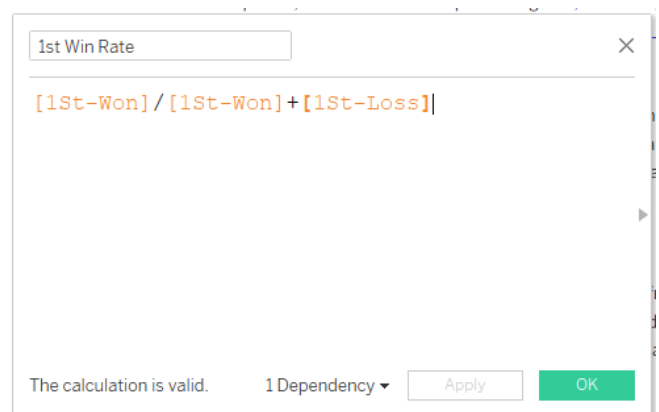 1st Win Rate
[1St-Won]/[1St-Won]+[1St-Loss]
The calculation is valid. 1 Dependency Apply OK